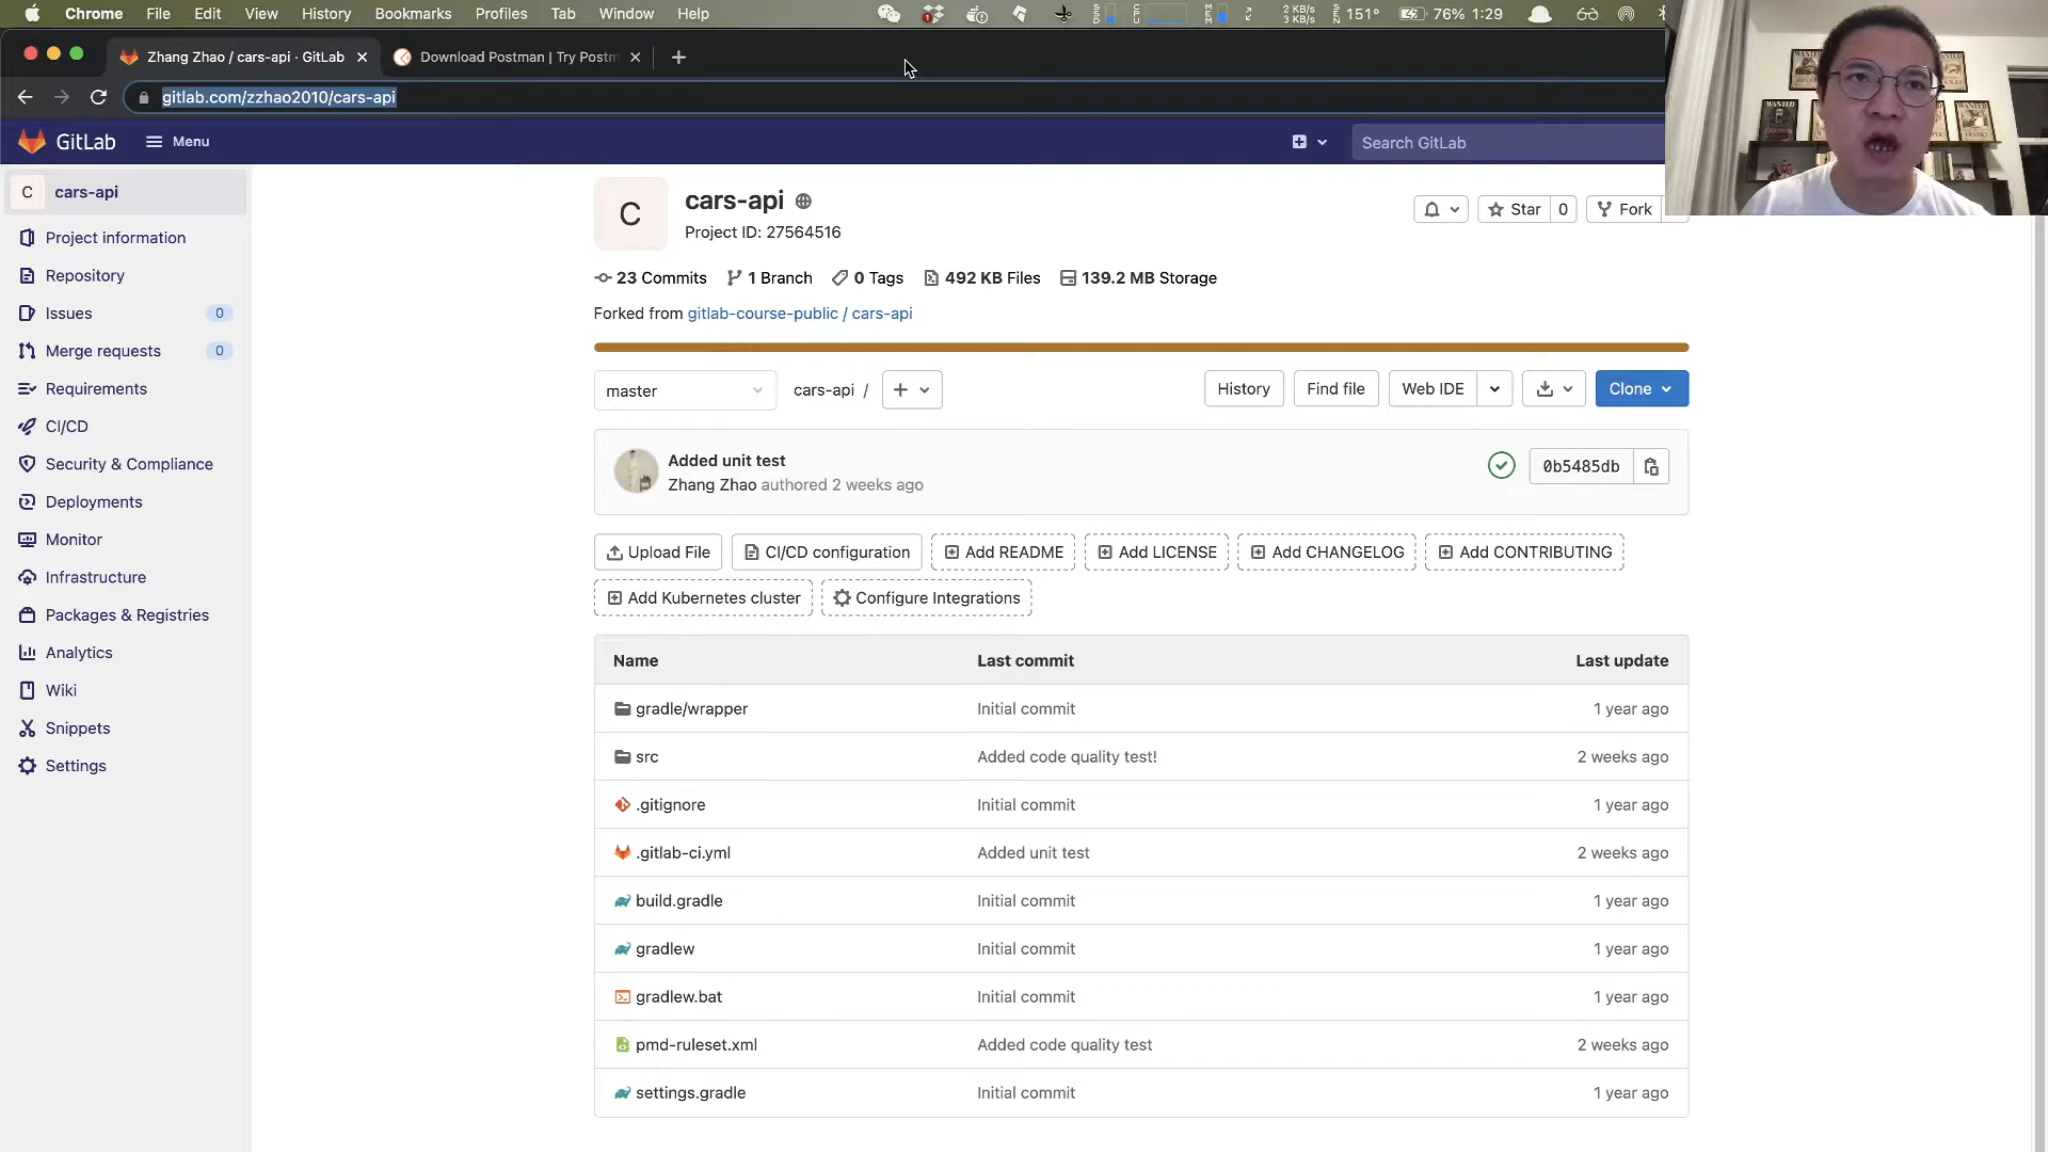 Chrome File Edit View History Bookmarks Profiles Tab Window Help 2 KB/s 3 KB/s 151° 76% 1:29
Zhang Zhao / cars-api · GitLab Download Postman | Try Postm
gitlab.com/zzhao2010/cars-api
GitLab Menu Search GitLab
C cars-api
Project information
Repository
Issues 0
Merge requests 0
Requirements
CI/CD
Security & Compliance
Deployments
Monitor
Infrastructure
Packages & Registries
Analytics
Wiki
Snippets
Settings
C
cars-api
Project ID: 27564516
Star 0 Fork
23 Commits 1 Branch 0 Tags 492 KB Files 139.2 MB Storage
Forked from gitlab-course-public / cars-api
master cars-api / + History Find file Web IDE Clone
Added unit test
Zhang Zhao authored 2 weeks ago
0b5485db
Upload File CI/CD configuration Add README Add LICENSE Add CHANGELOG Add CONTRIBUTING
Add Kubernetes cluster Configure Integrations
Name Last commit Last update
gradle/wrapper Initial commit 1 year ago
src Added code quality test! 2 weeks ago
.gitignore Initial commit 1 year ago
.gitlab-ci.yml Added unit test 2 weeks ago
build.gradle Initial commit 1 year ago
gradlew Initial commit 1 year ago
gradlew.bat Initial commit 1 year ago
pmd-ruleset.xml Added code quality test 2 weeks ago
settings.gradle Initial commit 1 year ago